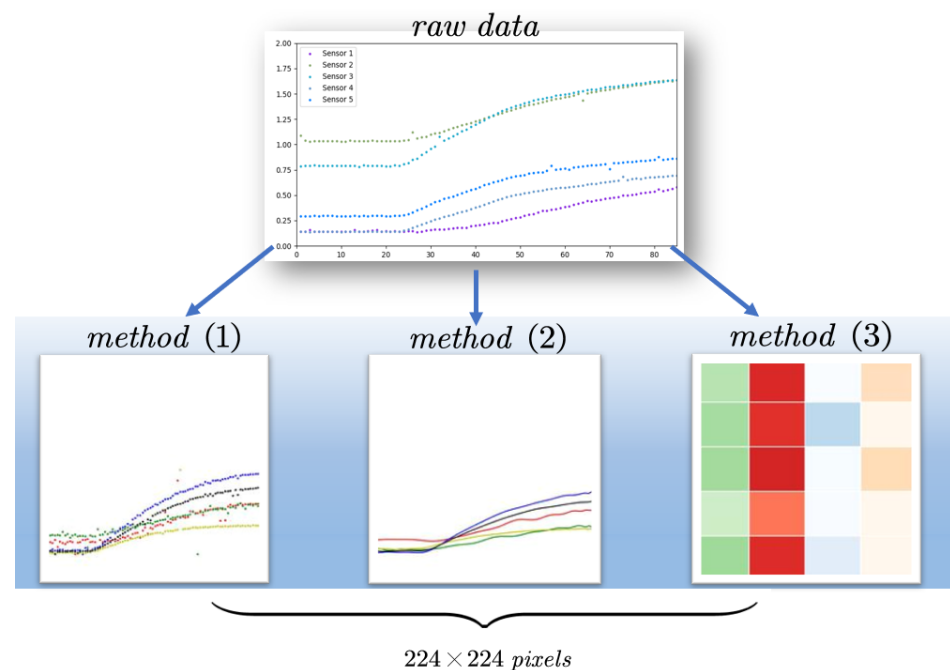 raw data
2.00
1.75
1.50
1.25
1.00
0.75
0.50
0.25
0.00
Sensor 1
Sensor 2
Sensor 3
Sensor 4
Sensor 5
0 10 20 30 40 50 60 70 80
method (1) method (2) method (3)
224 × 224 pixels